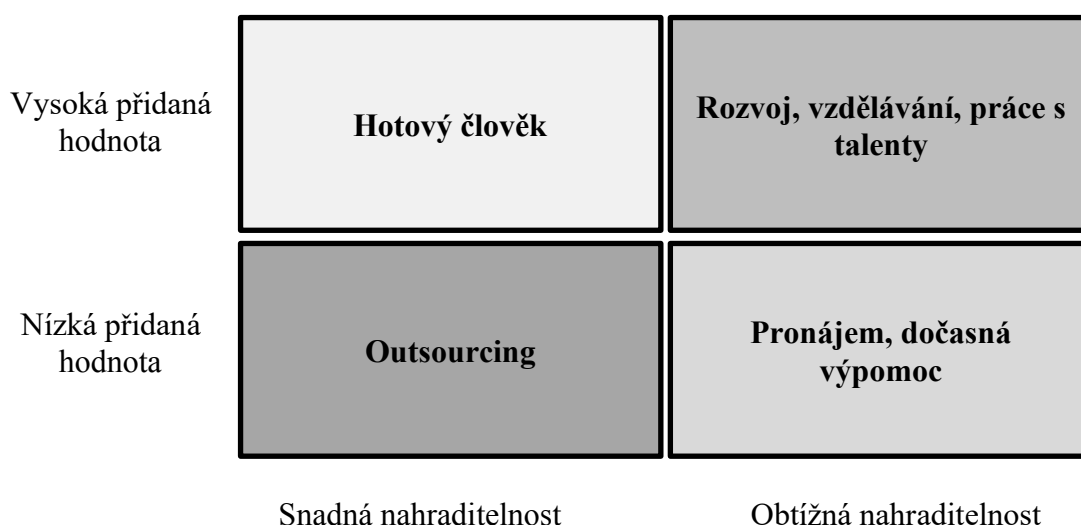 Vysoká přidaná
hodnota
Hotový člověk
Rozvoj, vzdělávání, práce s
talenty
Nízká přidaná
hodnota
Outsourcing
Pronájem, dočasná
výpomoc
Snadná nahraditelnost
Obtížná nahraditelnost